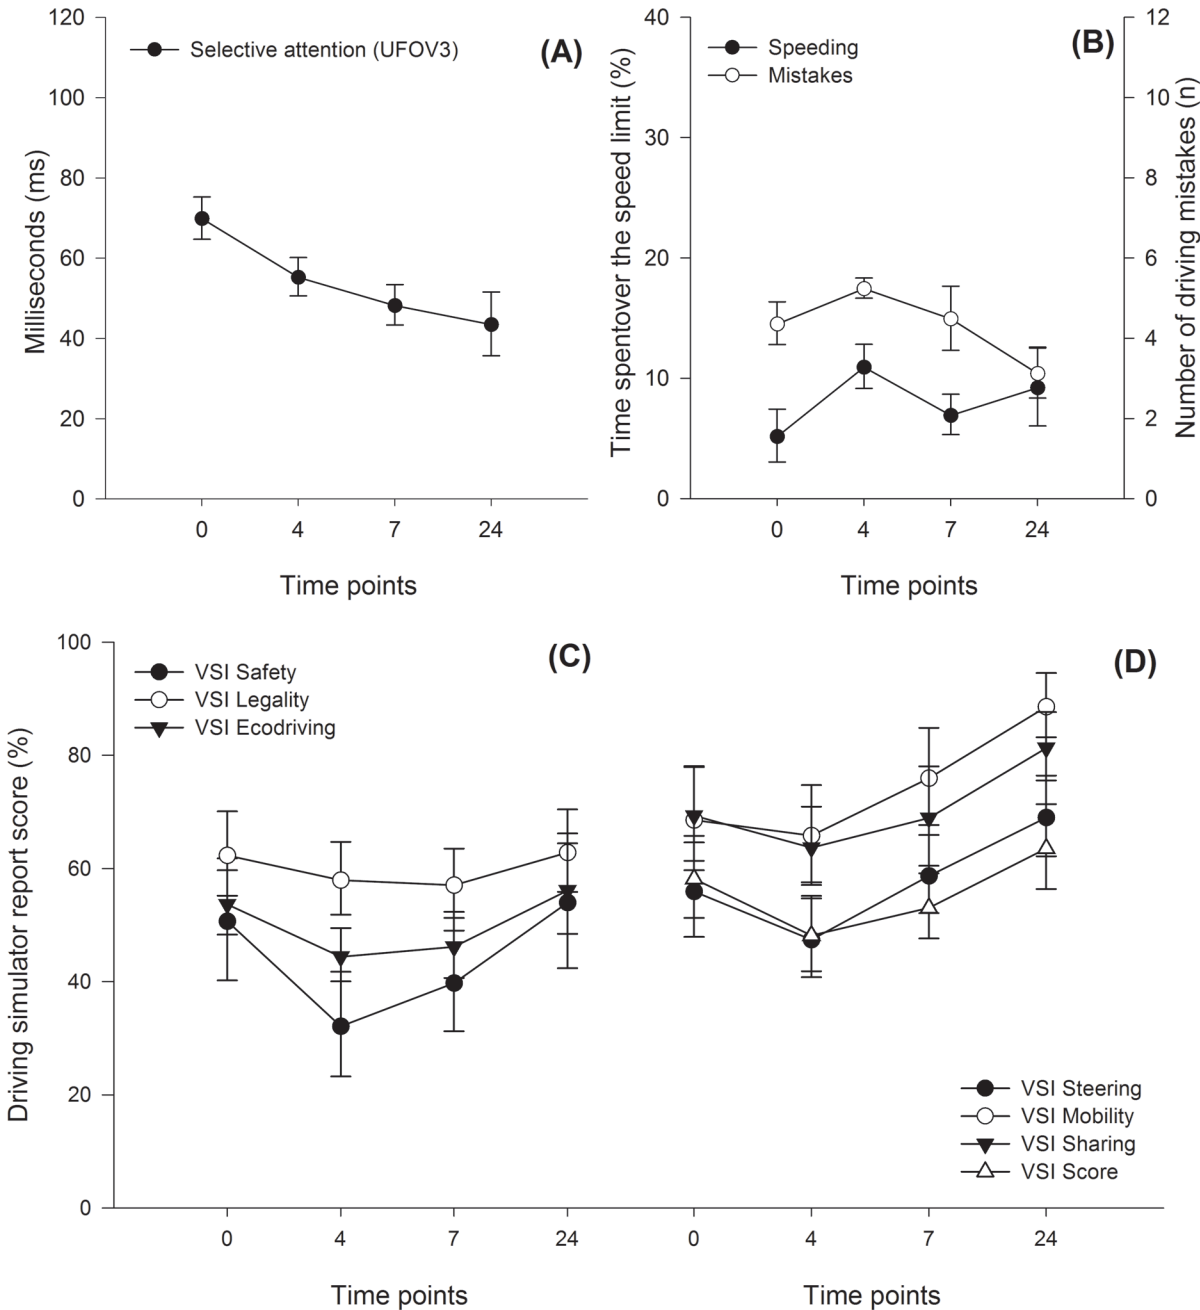 (A)
Selective attention (UFOV3)
Milliseconds (ms)
120
100
80
60
40
20
0
0 4 7 24
Time points
(B)
Speeding
Mistakes
Time spentover the speed limit (%)
40
30
20
10
0
Number of driving mistakes (n)
12
10
8
6
4
2
0
0 4 7 24
Time points
(C)
VSI Safety
VSI Legality
VSI Ecodriving
Driving simulator report score (%)
100
80
60
40
20
0
0 4 7 24
Time points
(D)
VSI Steering
VSI Mobility
VSI Sharing
VSI Score
0 4 7 24
Time points